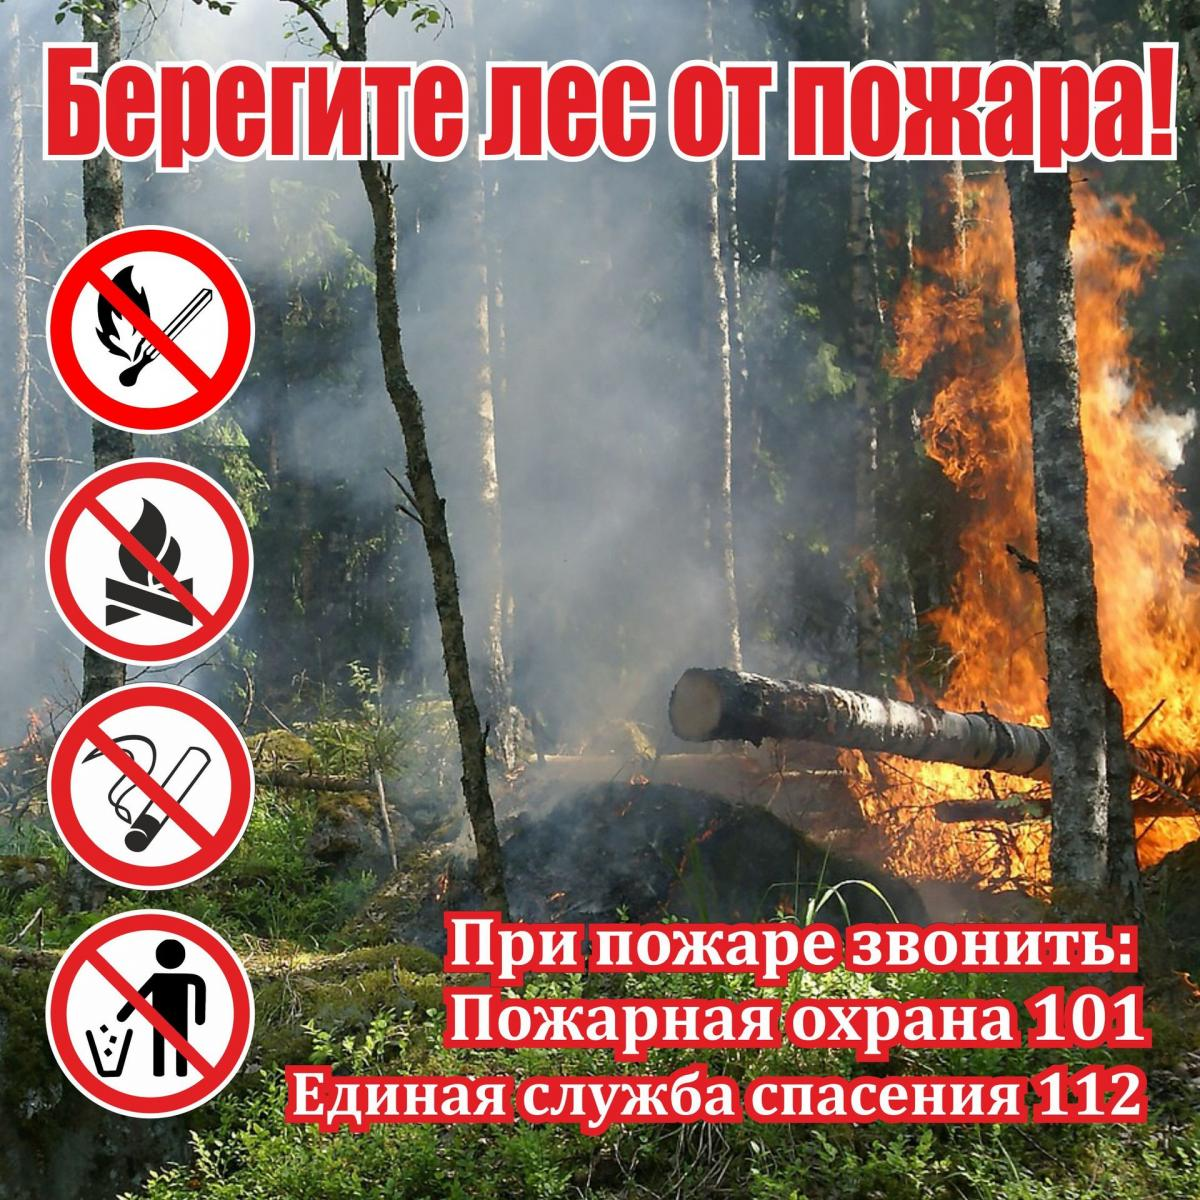 Берегите лес от пожара!
При пожаре звонить:
Пожарная охрана 101
Единая служба спасения 112